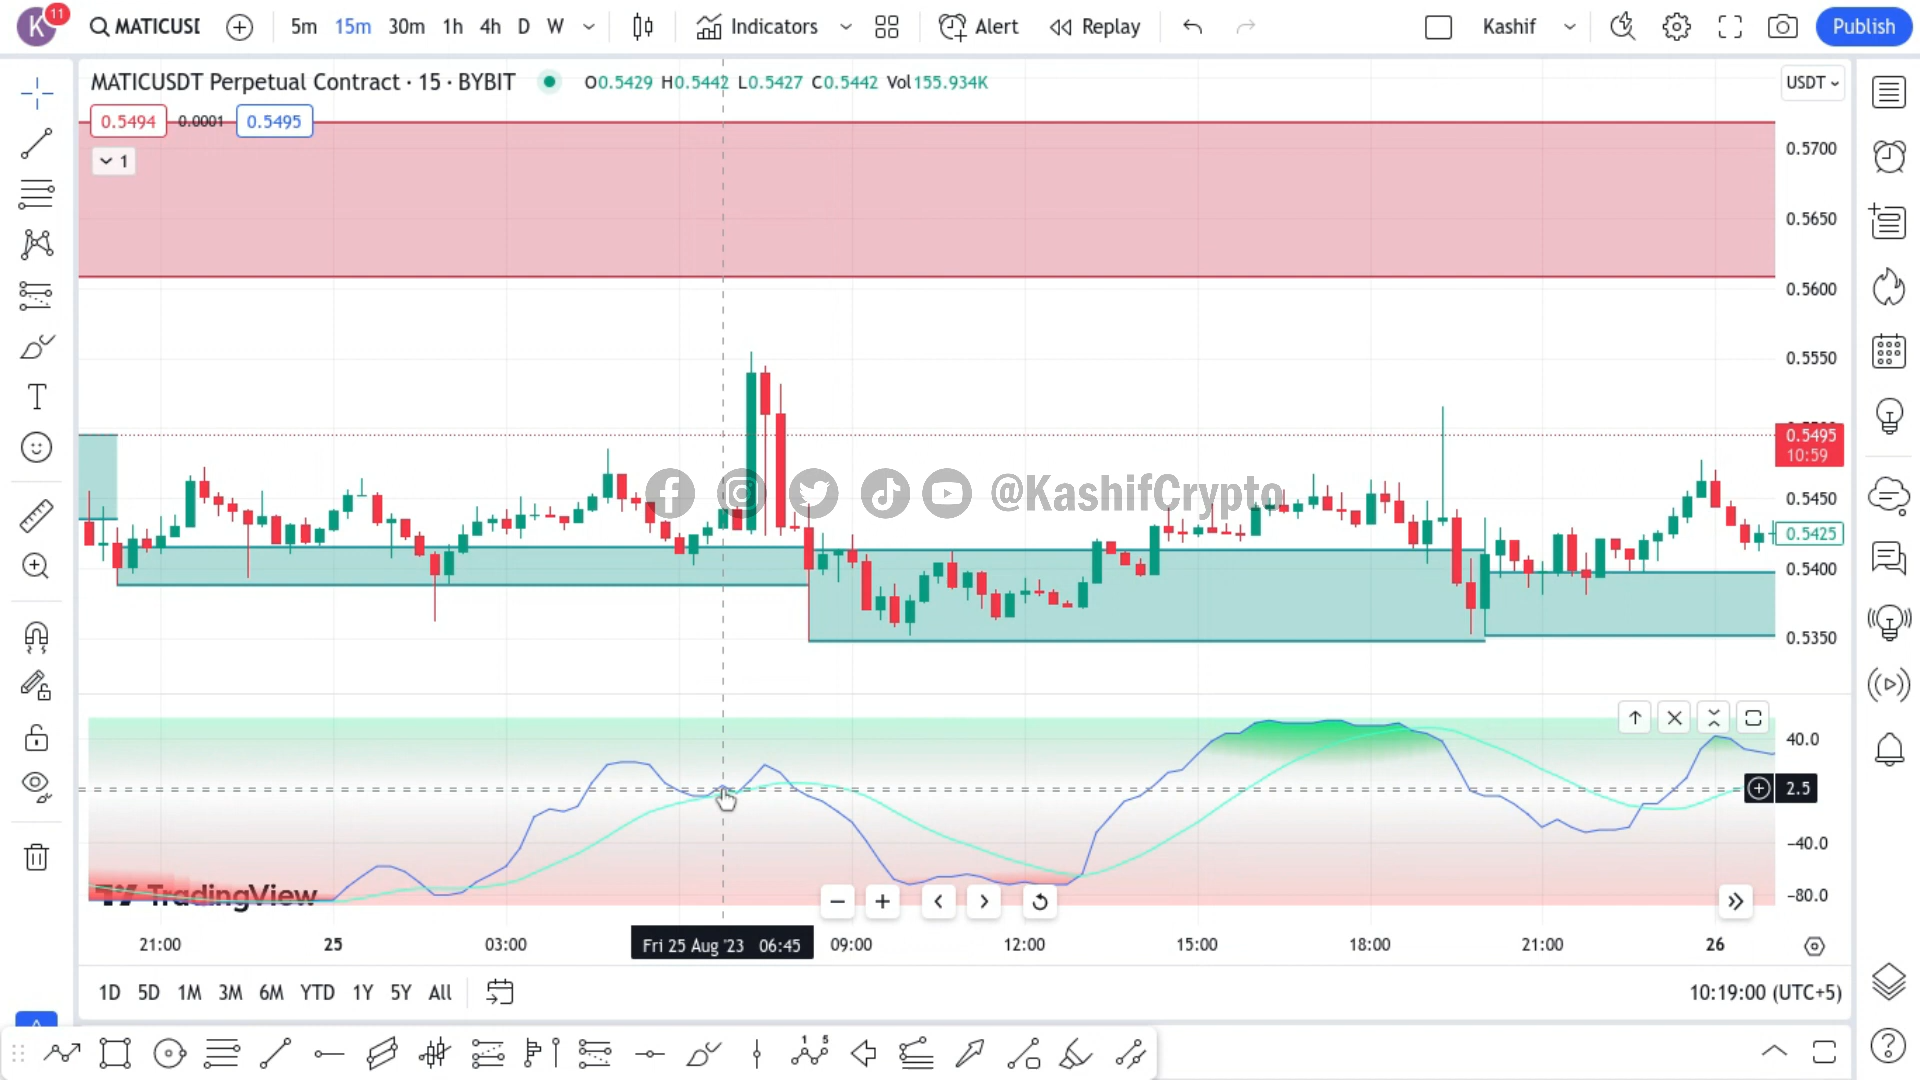 K 11 MATICUSI 5m 15m 30m 1h 4h D W Indicators Alert Replay Kashif Publish
MATICUSDT Perpetual Contract · 15 · BYBIT O0.5429 H0.5442 L0.5427 C0.5442 Vol155.934K USDT
0.5494 0.0001 0.5495
1
0.5700
0.5650
0.5600
0.5550
0.5495
10:59
@KashifCrypto
0.5450
0.5425
0.5400
0.5350
40.0
2.5
-40.0
-80.0
TradingView
21:00 25 03:00 Fri 25 Aug '23 06:45 09:00 12:00 15:00 18:00 21:00 26
1D 5D 1M 3M 6M YTD 1Y 5Y All 10:19:00 (UTC+5)
1 5